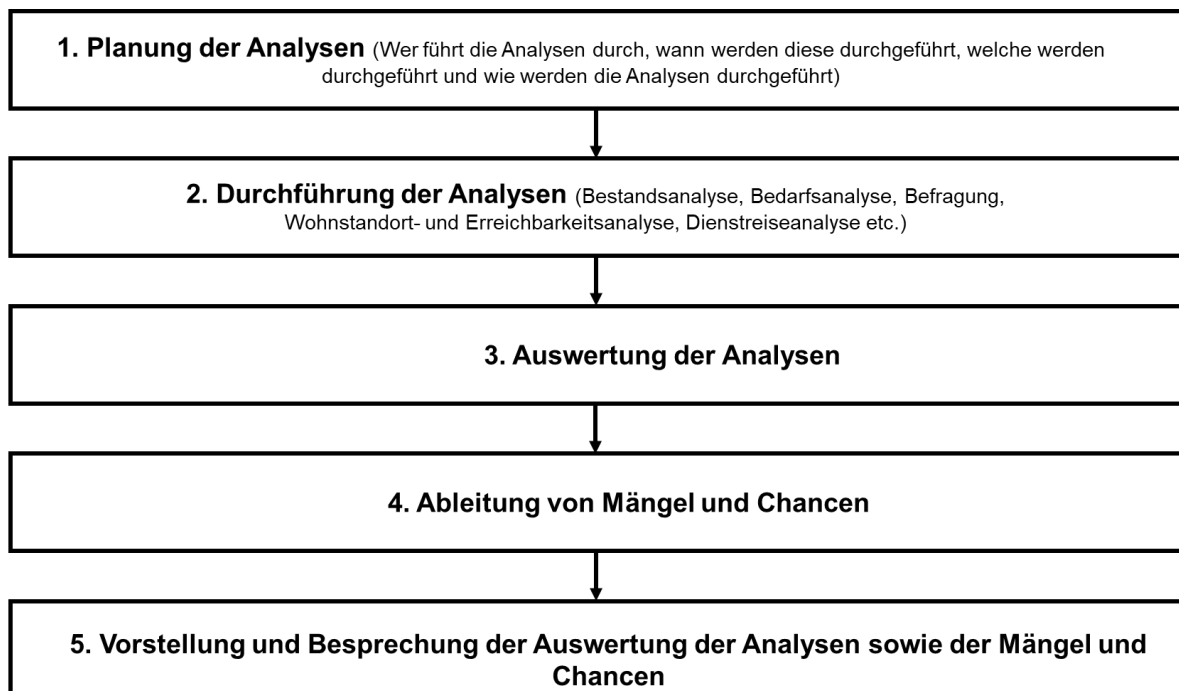 1. Planung der Analysen (Wer führt die Analysen durch, wann werden diese durchgeführt, welche werden
durchgeführt und wie werden die Analysen durchgeführt)
2. Durchführung der Analysen (Bestandsanalyse, Bedarfsanalyse, Befragung,
Wohnstandort- und Erreichbarkeitsanalyse, Dienstreiseanalyse etc.)
3. Auswertung der Analysen
4. Ableitung von Mängel und Chancen
5. Vorstellung und Besprechung der Auswertung der Analysen sowie der Mängel und
Chancen